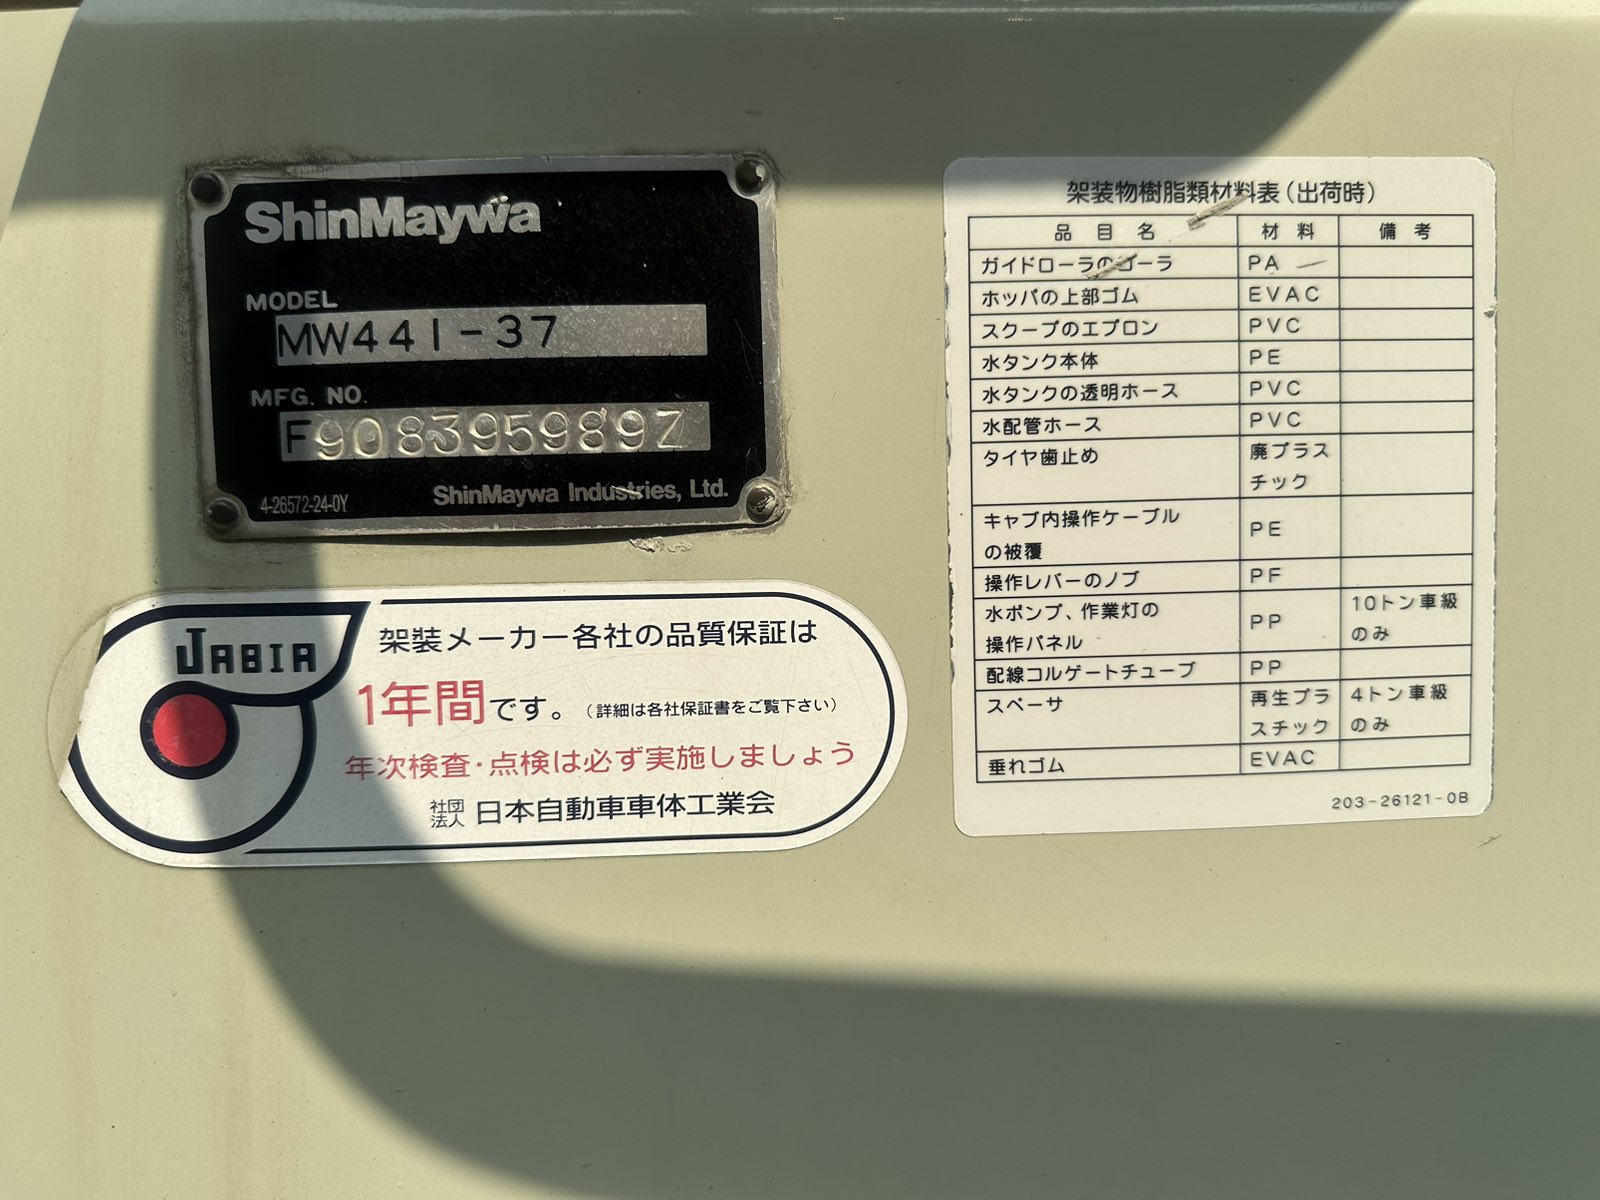 ShinMaywa
MODEL
MW441-37
MFG. NO.
F908395989Z
4-26572-24-0Y ShinMaywa Industries, Ltd.
JABIA
架装メーカー各社の品質保証は
1年間です。(詳細は各社保証書をご覧下さい)
年次検査・点検は必ず実施しましょう
社団法人 日本自動車車体工業会
架装物樹脂類材料表(出荷時)
品目名 材料 備考
ガイドローラのローラ PA
ホッパの上部ゴム EVAC
スクープのエプロン PVC
水タンク本体 PE
水タンクの透明ホース PVC
水配管ホース PVC
タイヤ歯止め 廃プラス
チック
キャブ内操作ケーブル
の被覆 PE
操作レバーのノブ PF
水ポンプ、作業灯の 10トン車級
操作パネル PP のみ
配線コルゲートチューブ PP
スペーサ 再生プラ 4トン車級
スチック のみ
垂れゴム EVAC
203-26121-0B